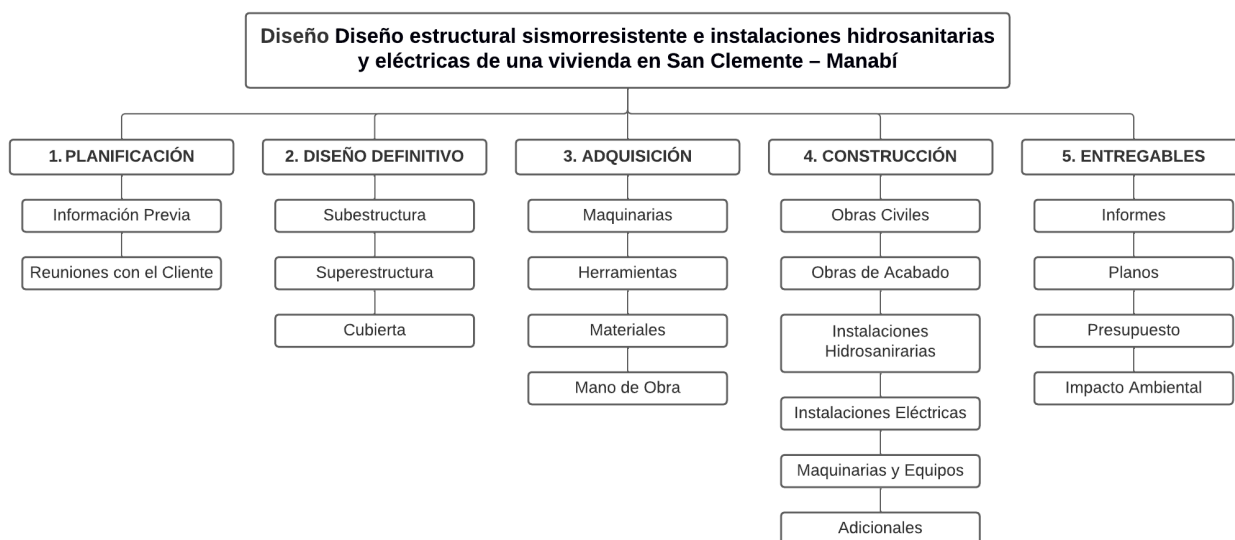 Diseño Diseño estructural sismorresistente e instalaciones hidrosanitarias
y eléctricas de una vivienda en San Clemente – Manabí
1. PLANIFICACIÓN
Información Previa
Reuniones con el Cliente
2. DISEÑO DEFINITIVO
Subestructura
Superestructura
Cubierta
3. ADQUISICIÓN
Maquinarias
Herramientas
Materiales
Mano de Obra
4. CONSTRUCCIÓN
Obras Civiles
Obras de Acabado
Instalaciones
Hidrosanirarias
Instalaciones Eléctricas
Maquinarias y Equipos
Adicionales
5. ENTREGABLES
Informes
Planos
Presupuesto
Impacto Ambiental